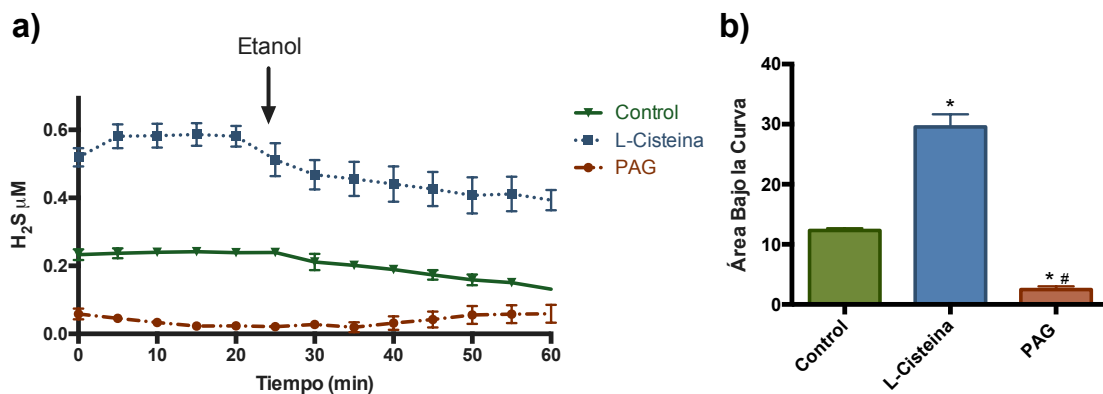 a)
Etanol
H2S µM
0.6
0.4
0.2
0.0
0
10
20
30
40
50
60
Tiempo (min)
Control
L-Cisteina
PAG
b)
Área Bajo la Curva
40
30
20
10
0
*
* #
Control
L-Cisteina
PAG